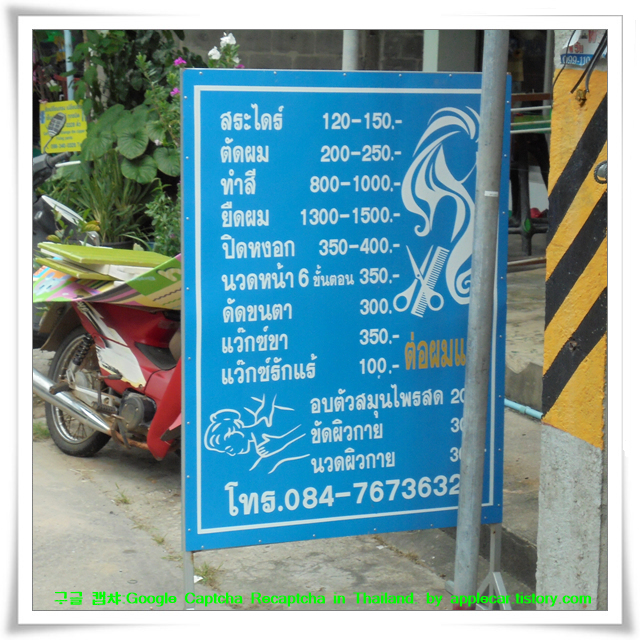 สระไดร์ 120-150.-
ตัดผม 200-250.-
ทำสี 800-1000.-
ยืดผม 1300-1500.-
ปิดหงอก 350-400.-
นวดหน้า 6 ขั้นตอน 350.-
ดัดขนตา 300.-
แว๊กซ์ขา 350.-
แว๊กซ์รักแร้ 100.-
ต่อผมแ
อบตัวสมุนไพรสด 20
ขัดผิวกาย 30
นวดผิวกาย 30
โทร.084-7673632
구글 캡챠 Google Captcha Recaptcha in Thailand. by applecar.tistory.com